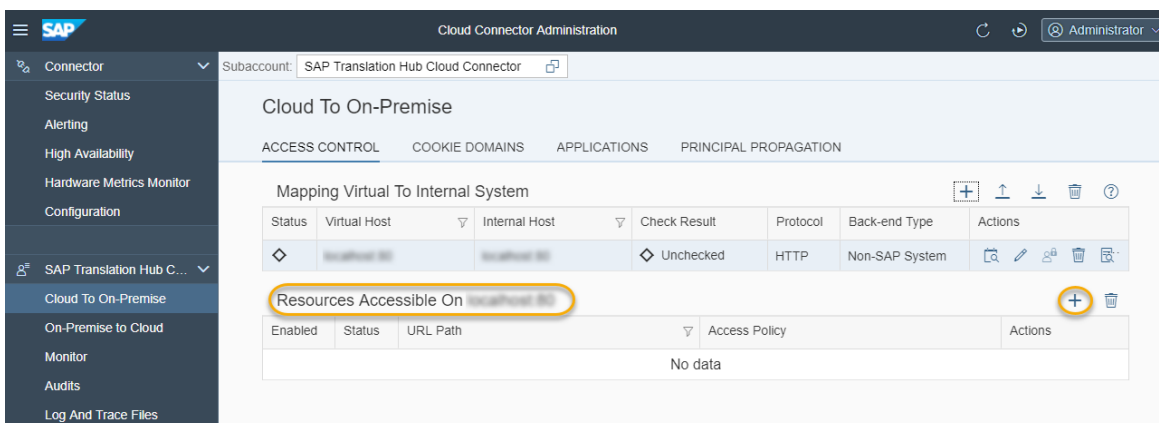 SAP
Cloud Connector Administration
Administrator
Connector
Subaccount: SAP Translation Hub Cloud Connector
Security Status
Alerting
High Availability
Hardware Metrics Monitor
Configuration
SAP Translation Hub C...
Cloud To On-Premise
On-Premise to Cloud
Monitor
Audits
Log And Trace Files
Cloud To On-Premise
ACCESS CONTROL COOKIE DOMAINS APPLICATIONS PRINCIPAL PROPAGATION
Mapping Virtual To Internal System
Status Virtual Host Internal Host Check Result Protocol Back-end Type Actions
Unchecked HTTP Non-SAP System
Resources Accessible On
Enabled Status URL Path Access Policy Actions
No data